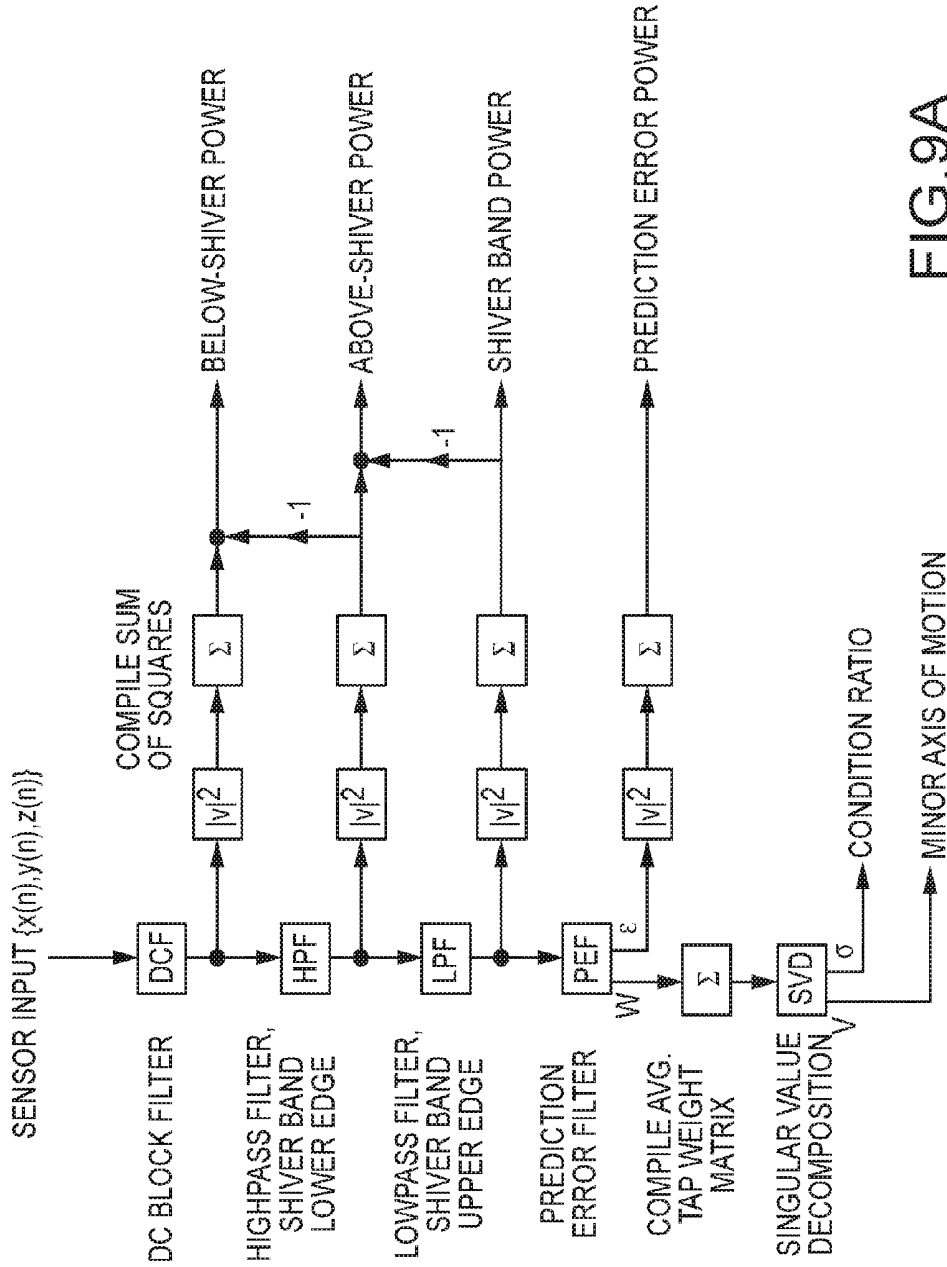 SENSOR INPUT {x(n),y(n),z(n)}
DC BLOCK FILTER
DCF
|v|²
COMPILE SUM
OF SQUARES
Σ
-1
BELOW-SHIVER POWER
HIGHPASS FILTER,
SHIVER BAND
LOWER EDGE
HPF
|v|²
Σ
-1
ABOVE-SHIVER POWER
LOWPASS FILTER,
SHIVER BAND
UPPER EDGE
LPF
|v|²
Σ
SHIVER BAND POWER
PREDICTION
ERROR FILTER
PEF
ε
W
|v|²
Σ
PREDICTION ERROR POWER
COMPILE AVG.
TAP WEIGHT
MATRIX
Σ
SINGULAR VALUE
DECOMPOSITION
SVD
σ
V
CONDITION RATIO
MINOR AXIS OF MOTION
FIG.9A